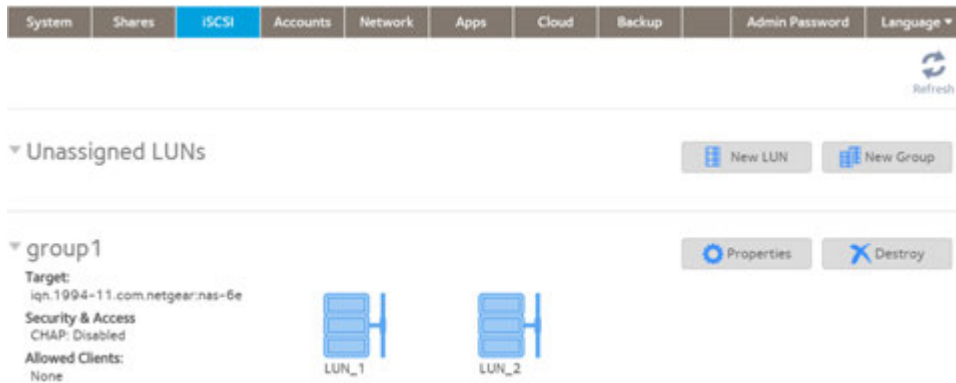 System Shares iSCSI Accounts Network Apps Cloud Backup Admin Password Language
Refresh
Unassigned LUNs New LUN New Group
group1 Properties Destroy
Target:
iqn.1994-11.com.netgear:nas-6e
Security & Access
CHAP: Disabled
Allowed Clients:
None
LUN_1 LUN_2